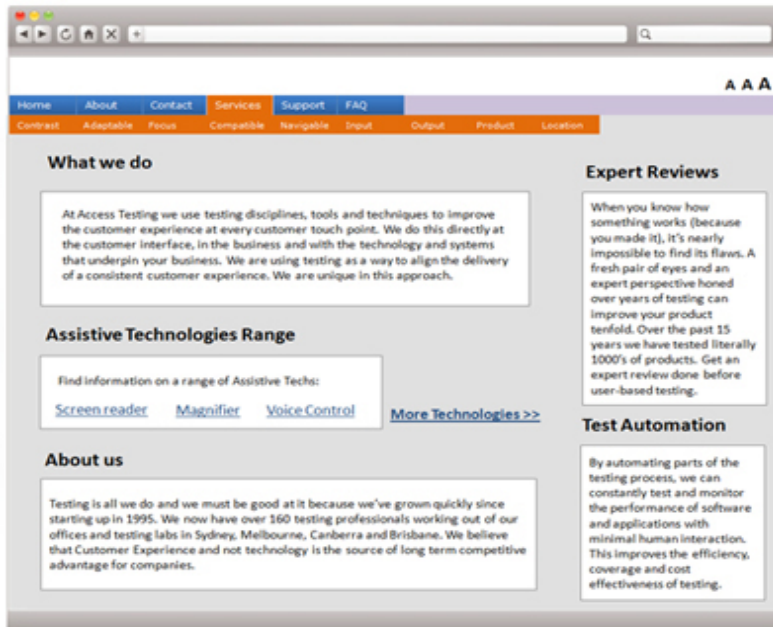 A A A
Home About Contact Services Support FAQ
Contrast Adaptable Focus Compatible Navigable Input Output Product Location
What we do
At Access Testing we use testing disciplines, tools and techniques to improve
the customer experience at every customer touch point. We do this directly at
the customer interface, in the business and with the technology and systems
that underpin your business. We are using testing as a way to align the delivery
of a consistent customer experience. We are unique in this approach.
Assistive Technologies Range
Find information on a range of Assistive Techs:
Screen reader Magnifier Voice Control
More Technologies >>
About us
Testing is all we do and we must be good at it because we've grown quickly since
starting up in 1995. We now have over 160 testing professionals working out of our
offices and testing labs in Sydney, Melbourne, Canberra and Brisbane. We believe
that Customer Experience and not technology is the source of long term competitive
advantage for companies.
Expert Reviews
When you know how
something works (because
you made it), it's nearly
impossible to find its flaws. A
fresh pair of eyes and an
expert perspective honed
over years of testing can
improve your product
tenfold. Over the past 15
years we have tested literally
1000's of products. Get an
expert review done before
user-based testing.
Test Automation
By automating parts of the
testing process, we can
constantly test and monitor
the performance of software
and applications with
minimal human interaction.
This improves the efficiency,
coverage and cost
effectiveness of testing.